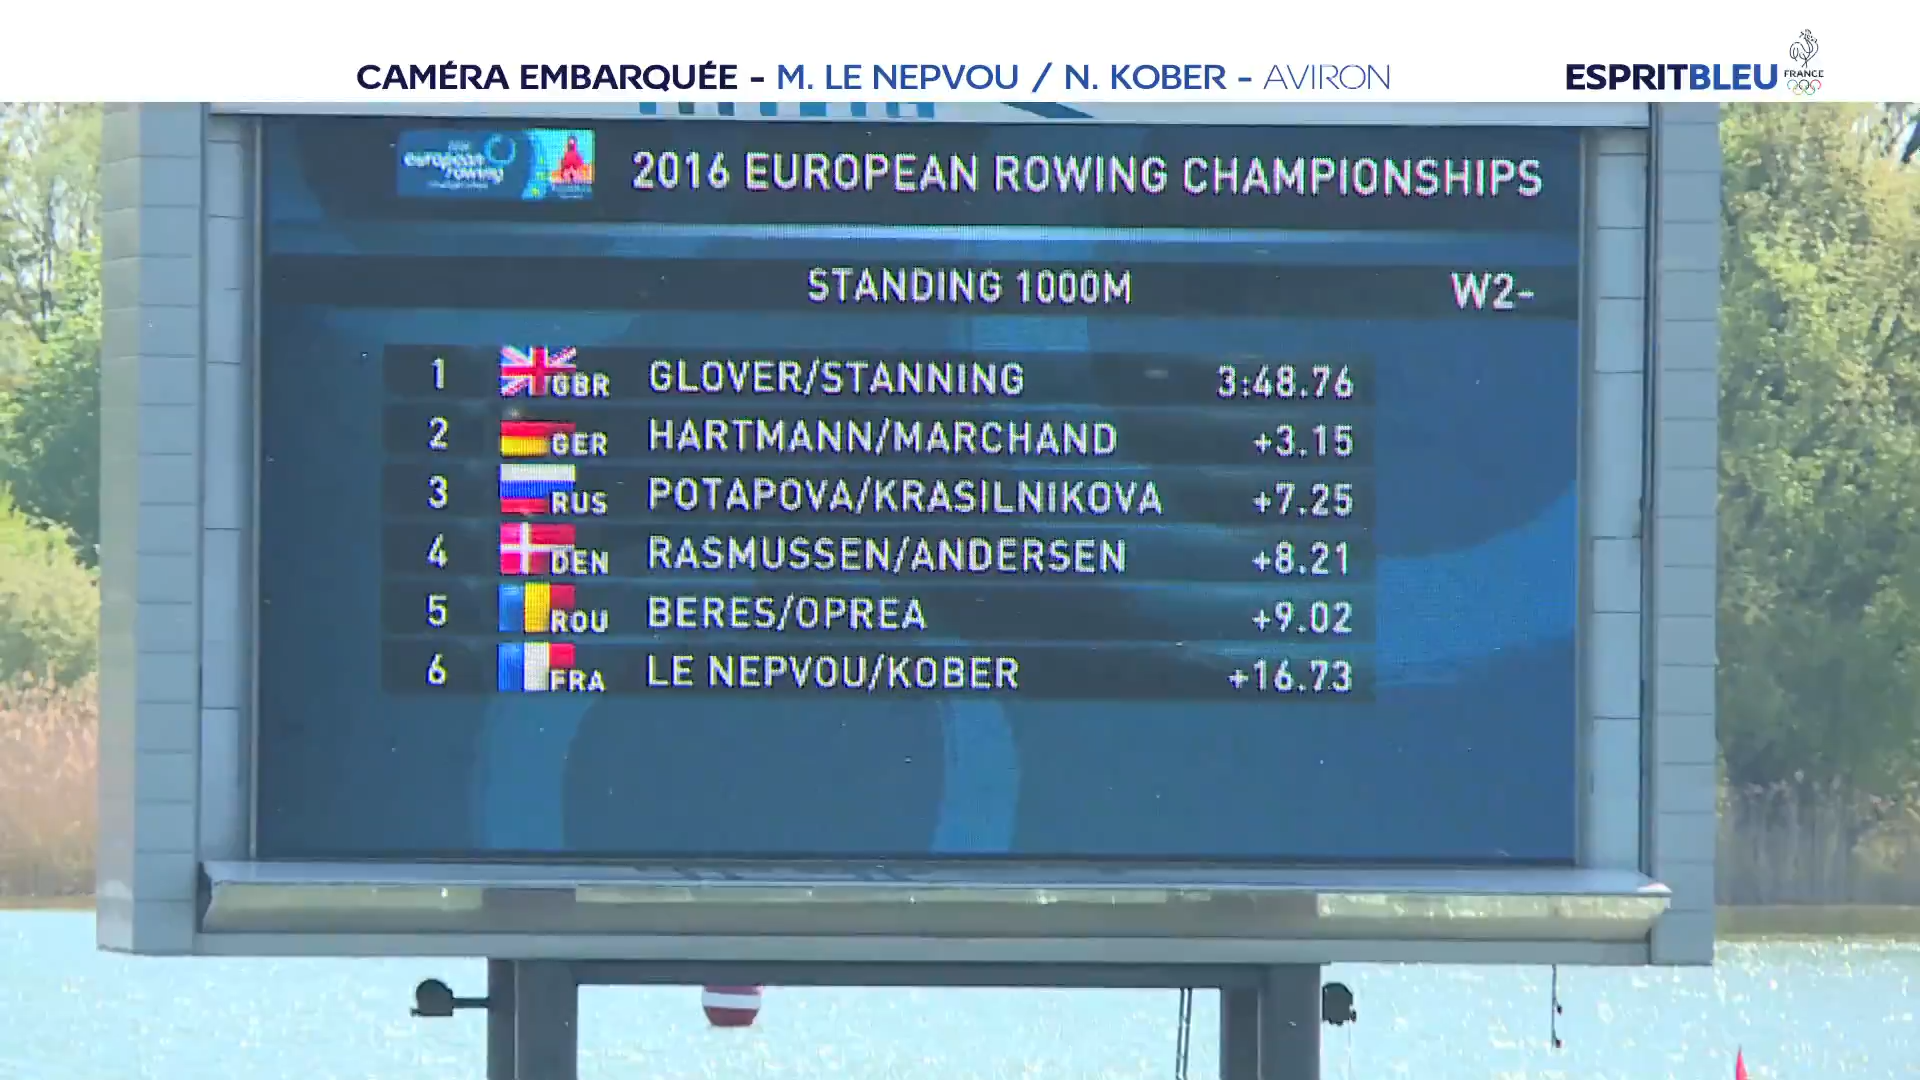 CAMÉRA EMBARQUÉE - M. LE NEPVOU / N. KOBER - AVIRON
ESPRITBLEU
FRANCE
european
rowing
2016 EUROPEAN ROWING CHAMPIONSHIPS
STANDING 1000M W2-
1 GBR GLOVER/STANNING 3:48.76
2 GER HARTMANN/MARCHAND +3.15
3 RUS POTAPOVA/KRASILNIKOVA +7.25
4 DEN RASMUSSEN/ANDERSEN +8.21
5 ROU BERES/OPREA +9.02
6 FRA LE NEPVOU/KOBER +16.73